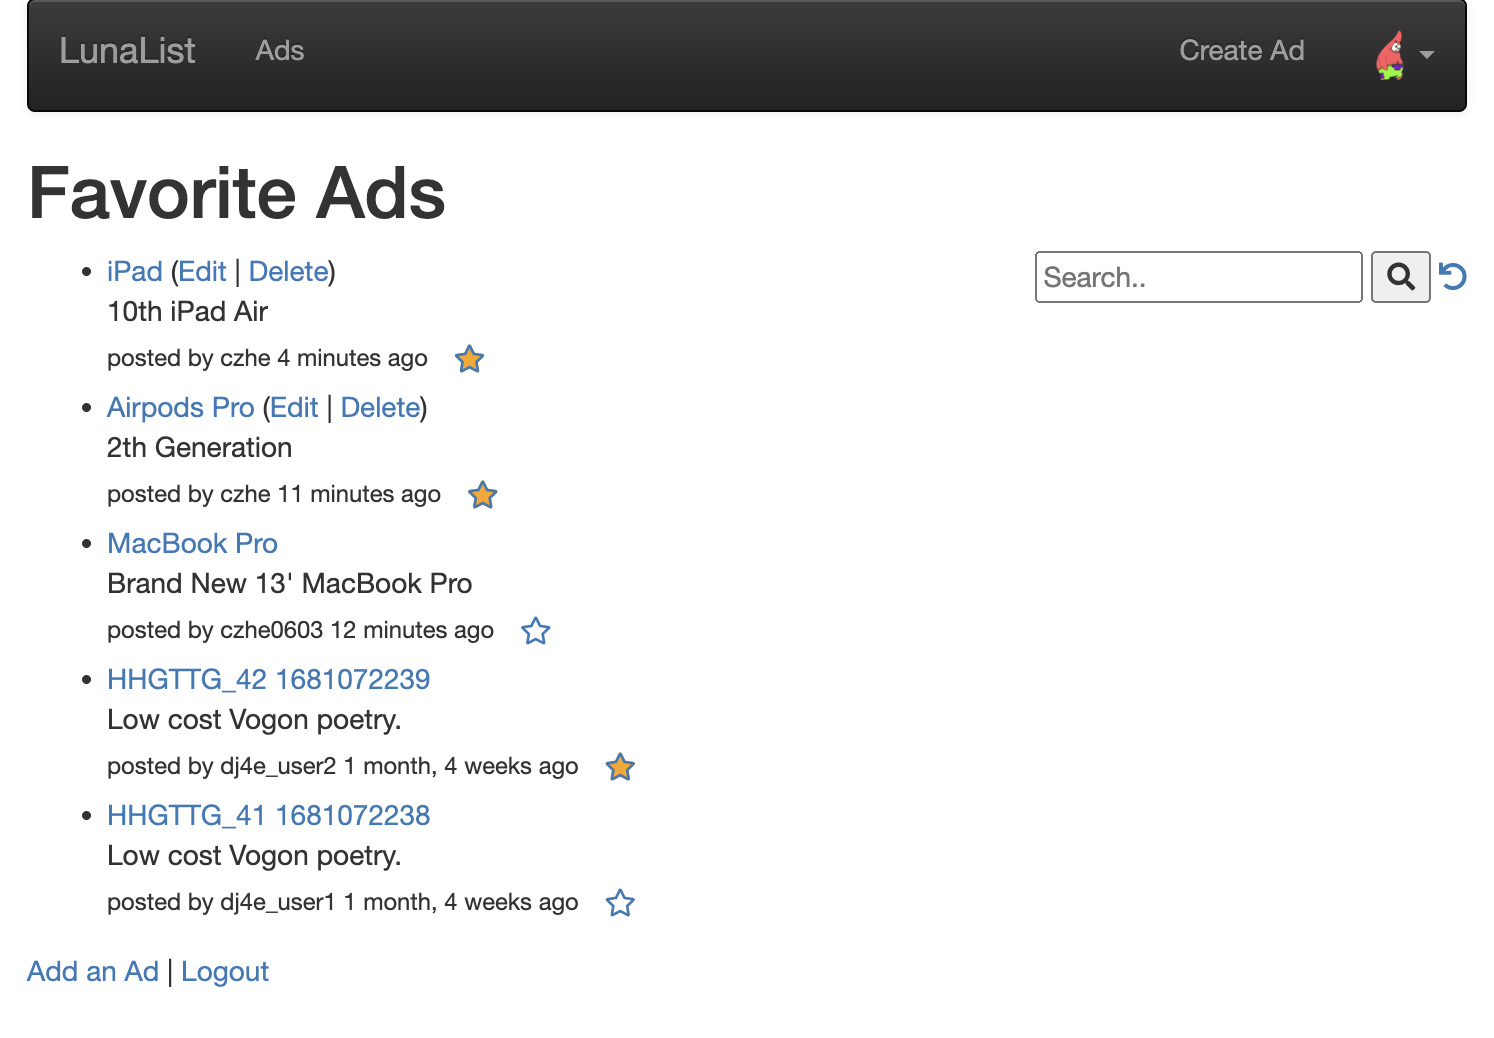 LunaList Ads Create Ad
Favorite Ads
iPad (Edit | Delete)
10th iPad Air
posted by czhe 4 minutes ago
Search..
Airpods Pro (Edit | Delete)
2th Generation
posted by czhe 11 minutes ago
MacBook Pro
Brand New 13' MacBook Pro
posted by czhe0603 12 minutes ago
HHGTTG_42 1681072239
Low cost Vogon poetry.
posted by dj4e_user2 1 month, 4 weeks ago
HHGTTG_41 1681072238
Low cost Vogon poetry.
posted by dj4e_user1 1 month, 4 weeks ago
Add an Ad | Logout